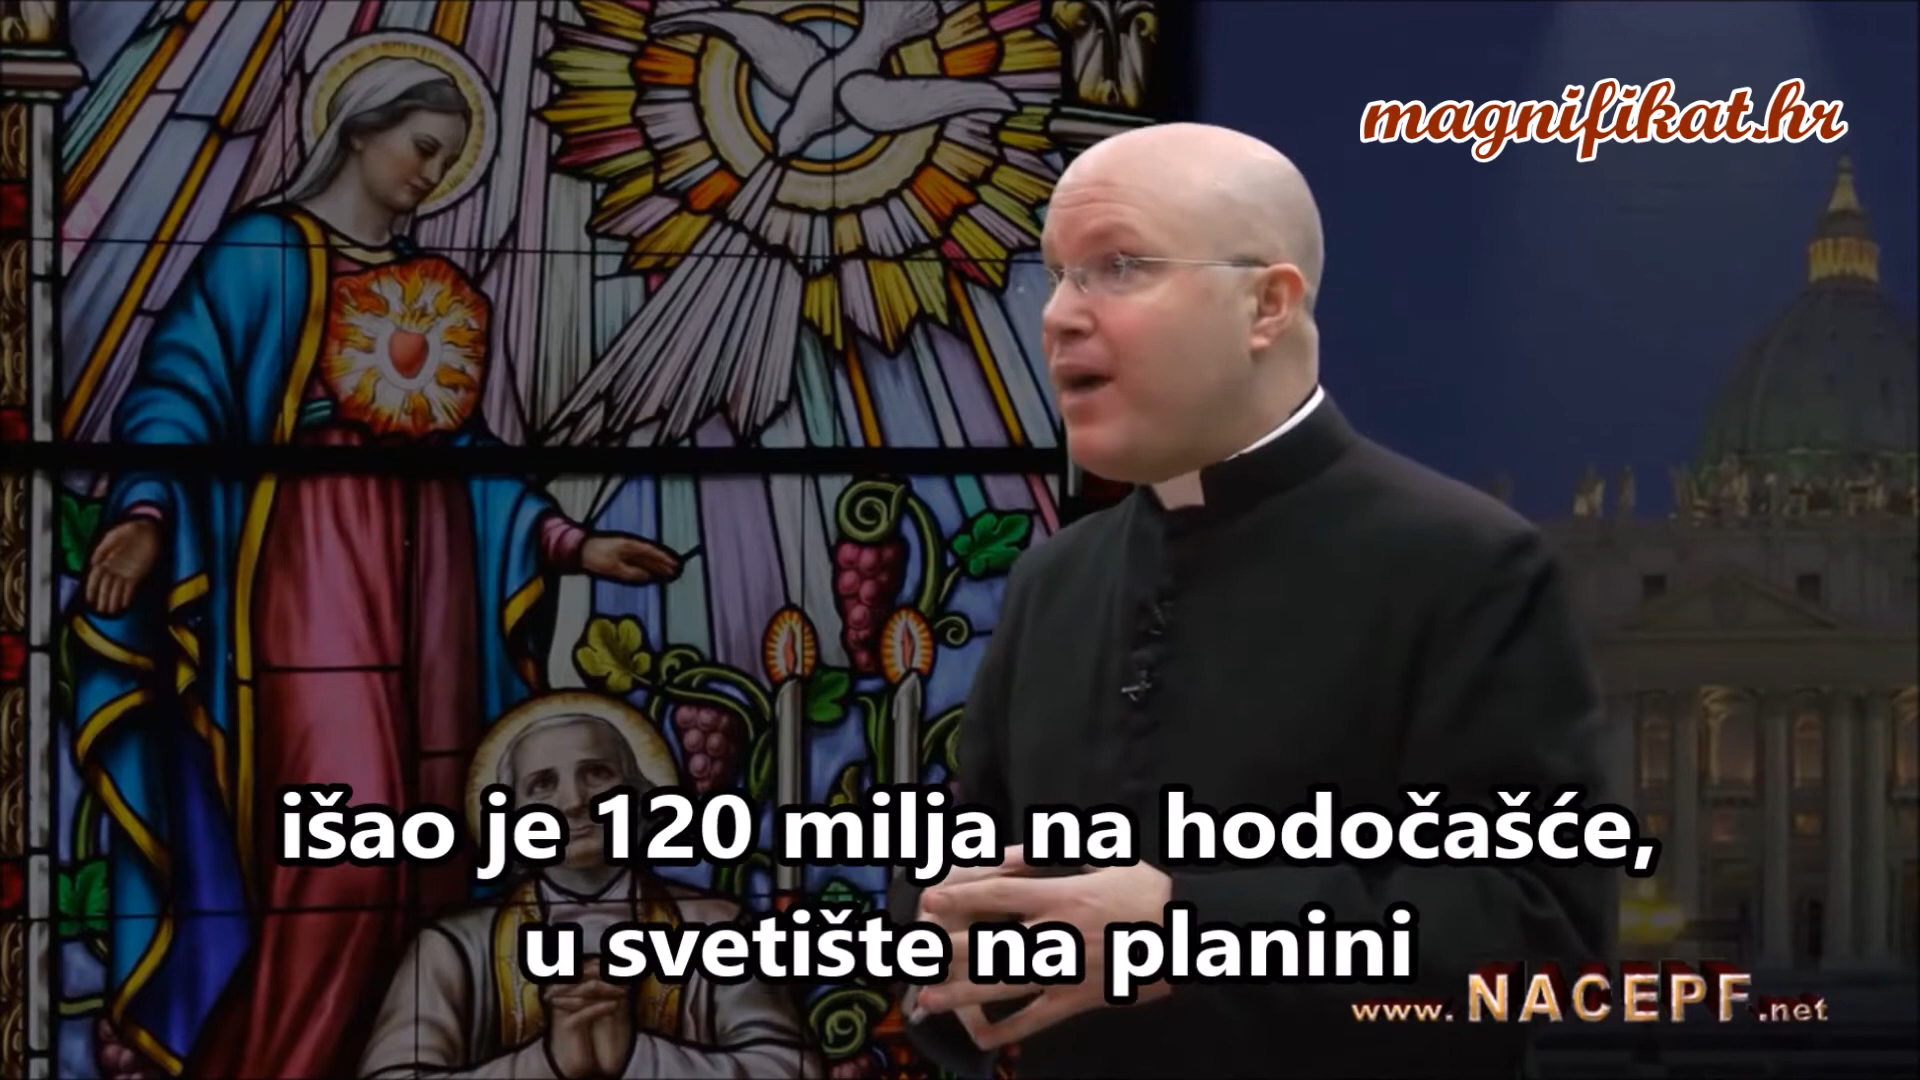 magnifikat.hr
išao je 120 milja na hodočašće,
u svetište na planini
www.NACEPF.net